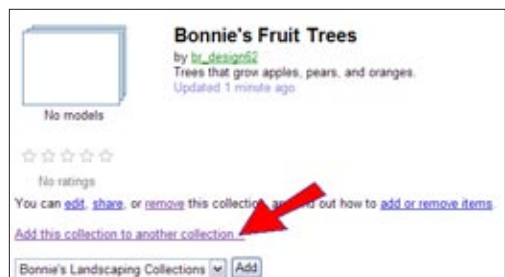 Bonnie's Fruit Trees
by br_design62
Trees that grow apples, pears, and oranges.
Updated 1 minute ago
No models
No ratings
You can edit, share, or remove this collection, out how to add or remove items.
Add this collection to another collection
Bonnie's Landscaping Collections Add